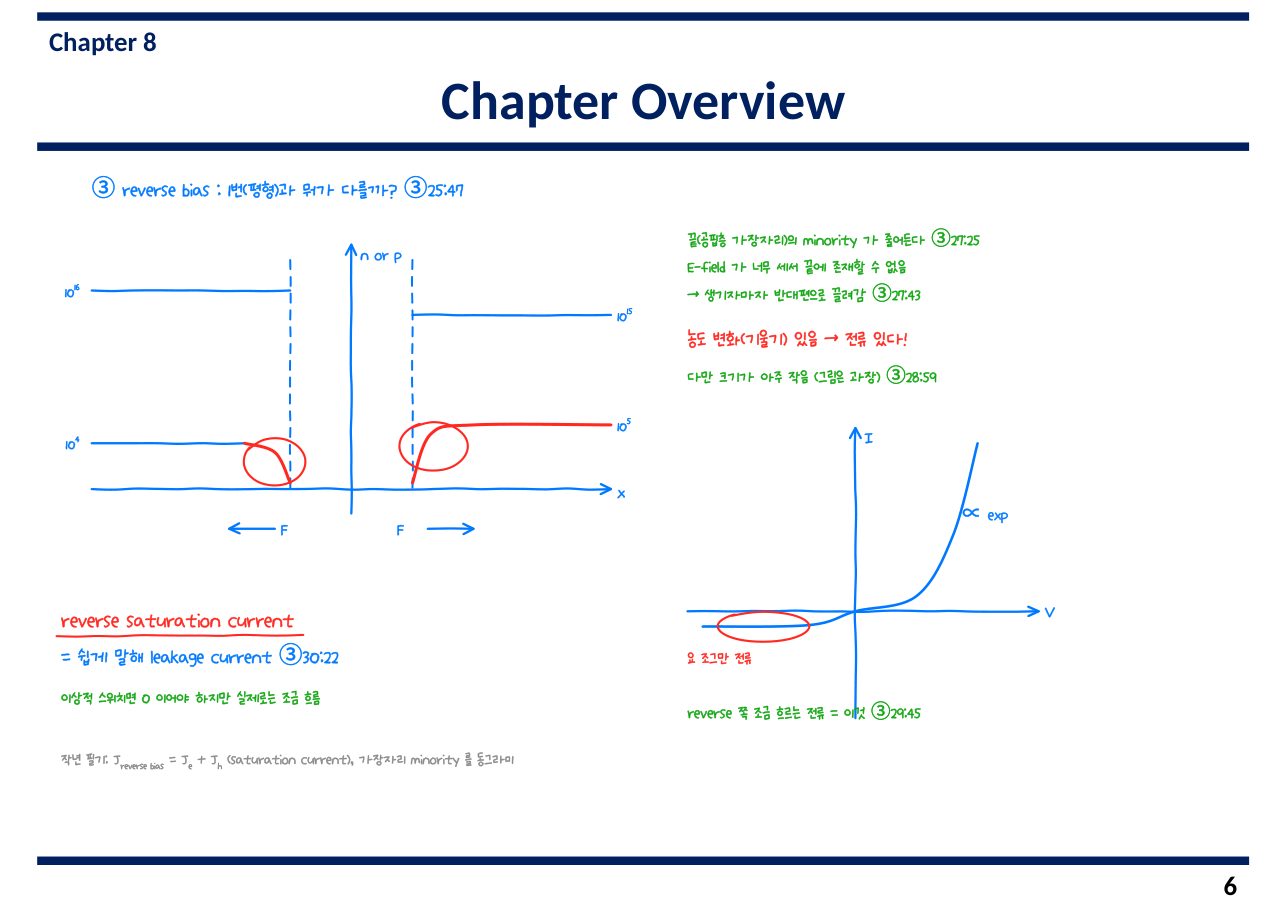 Chapter 8
Chapter Overview
③ reverse bias : 1번(평형)과 뭐가 다를까? ③25:47
n or p
10¹⁶
10¹⁵
10⁴
10⁵
x
F
F
reverse saturation current
= 쉽게 말해 leakage current ③30:22
이상적 스위치면 0 이어야 하지만 실제로는 조금 흐름
작년 필기: J_reverse bias = J_e + J_h (saturation current), 가장자리 minority 를 동그라미
끝(공핍층 가장자리)의 minority 가 줄어든다 ③27:25
E-field 가 너무 세서 끝에 존재할 수 없음
→ 생기자마자 반대편으로 끌려감 ③27:43
농도 변화(기울기) 있음 → 전류 있다!
다만 크기가 아주 작음 (그림은 과장) ③28:59
I
∝ exp
V
요 조그만 전류
reverse 쪽 조금 흐르는 전류 = 이것 ③29:45
6